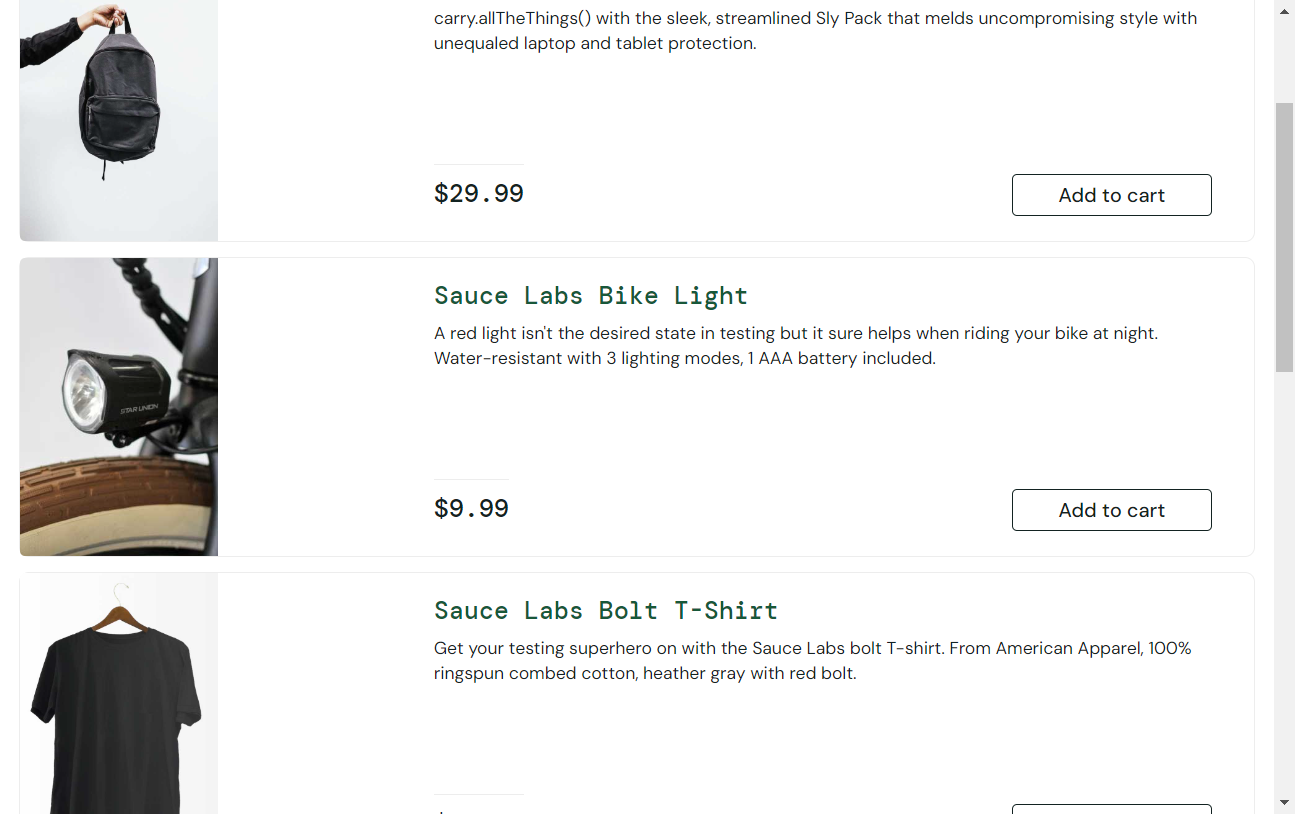 carry.allTheThings() with the sleek, streamlined Sly Pack that melds uncompromising style with
unequaled laptop and tablet protection.
$29.99
Add to cart
Sauce Labs Bike Light
A red light isn't the desired state in testing but it sure helps when riding your bike at night.
Water-resistant with 3 lighting modes, 1 AAA battery included.
STAR UNION
$9.99
Add to cart
Sauce Labs Bolt T-Shirt
Get your testing superhero on with the Sauce Labs bolt T-shirt. From American Apparel, 100%
ringspun combed cotton, heather gray with red bolt.